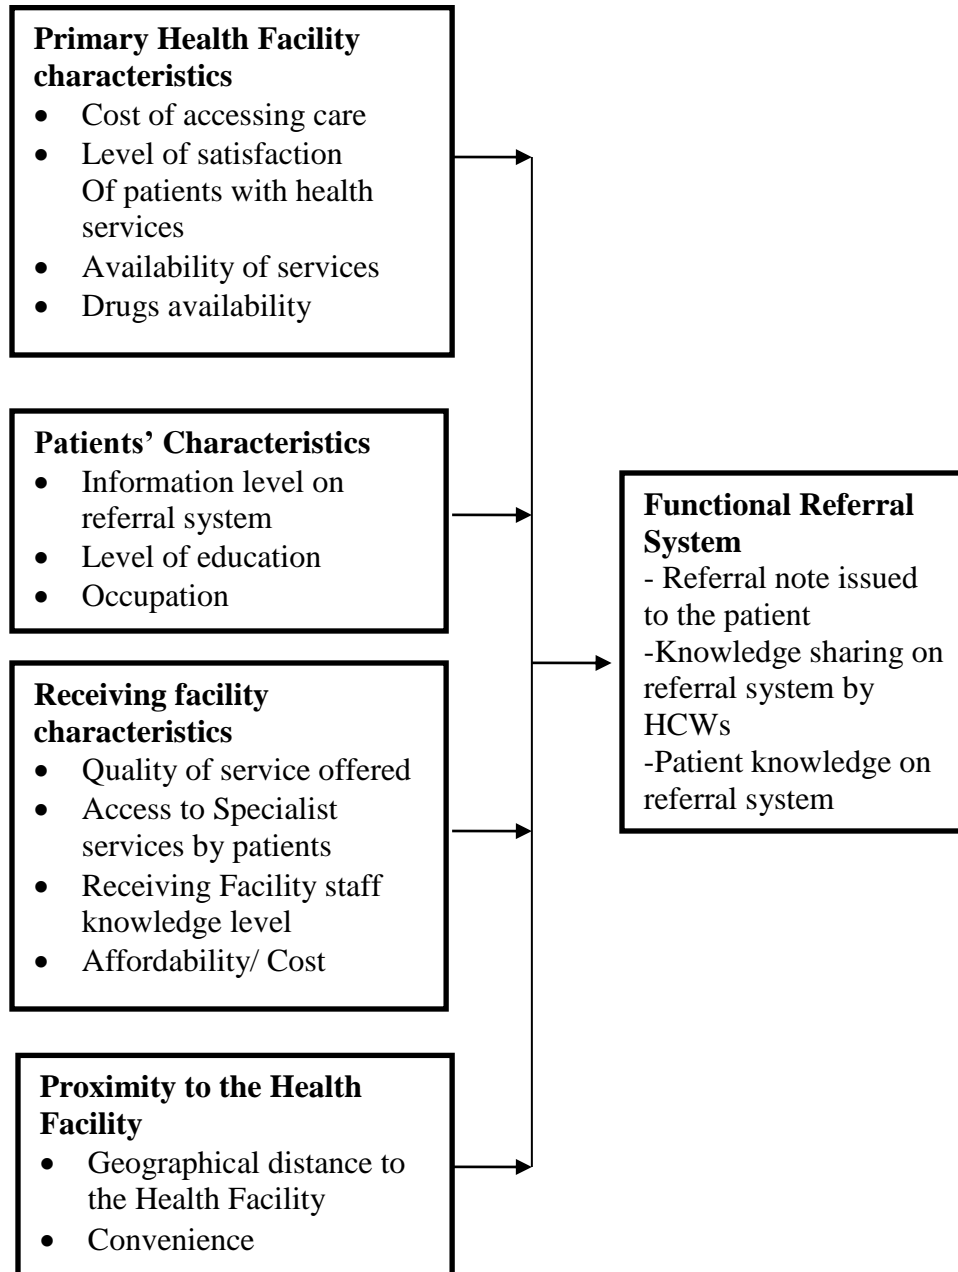 Primary Health Facility
characteristics
• Cost of accessing care
• Level of satisfaction
Of patients with health
services
• Availability of services
• Drugs availability
Patients’ Characteristics
• Information level on
referral system
• Level of education
• Occupation
Receiving facility
characteristics
• Quality of service offered
• Access to Specialist
services by patients
• Receiving Facility staff
knowledge level
• Affordability/ Cost
Proximity to the Health
Facility
• Geographical distance to
the Health Facility
• Convenience
Functional Referral
System
- Referral note issued
to the patient
-Knowledge sharing on
referral system by
HCWs
-Patient knowledge on
referral system